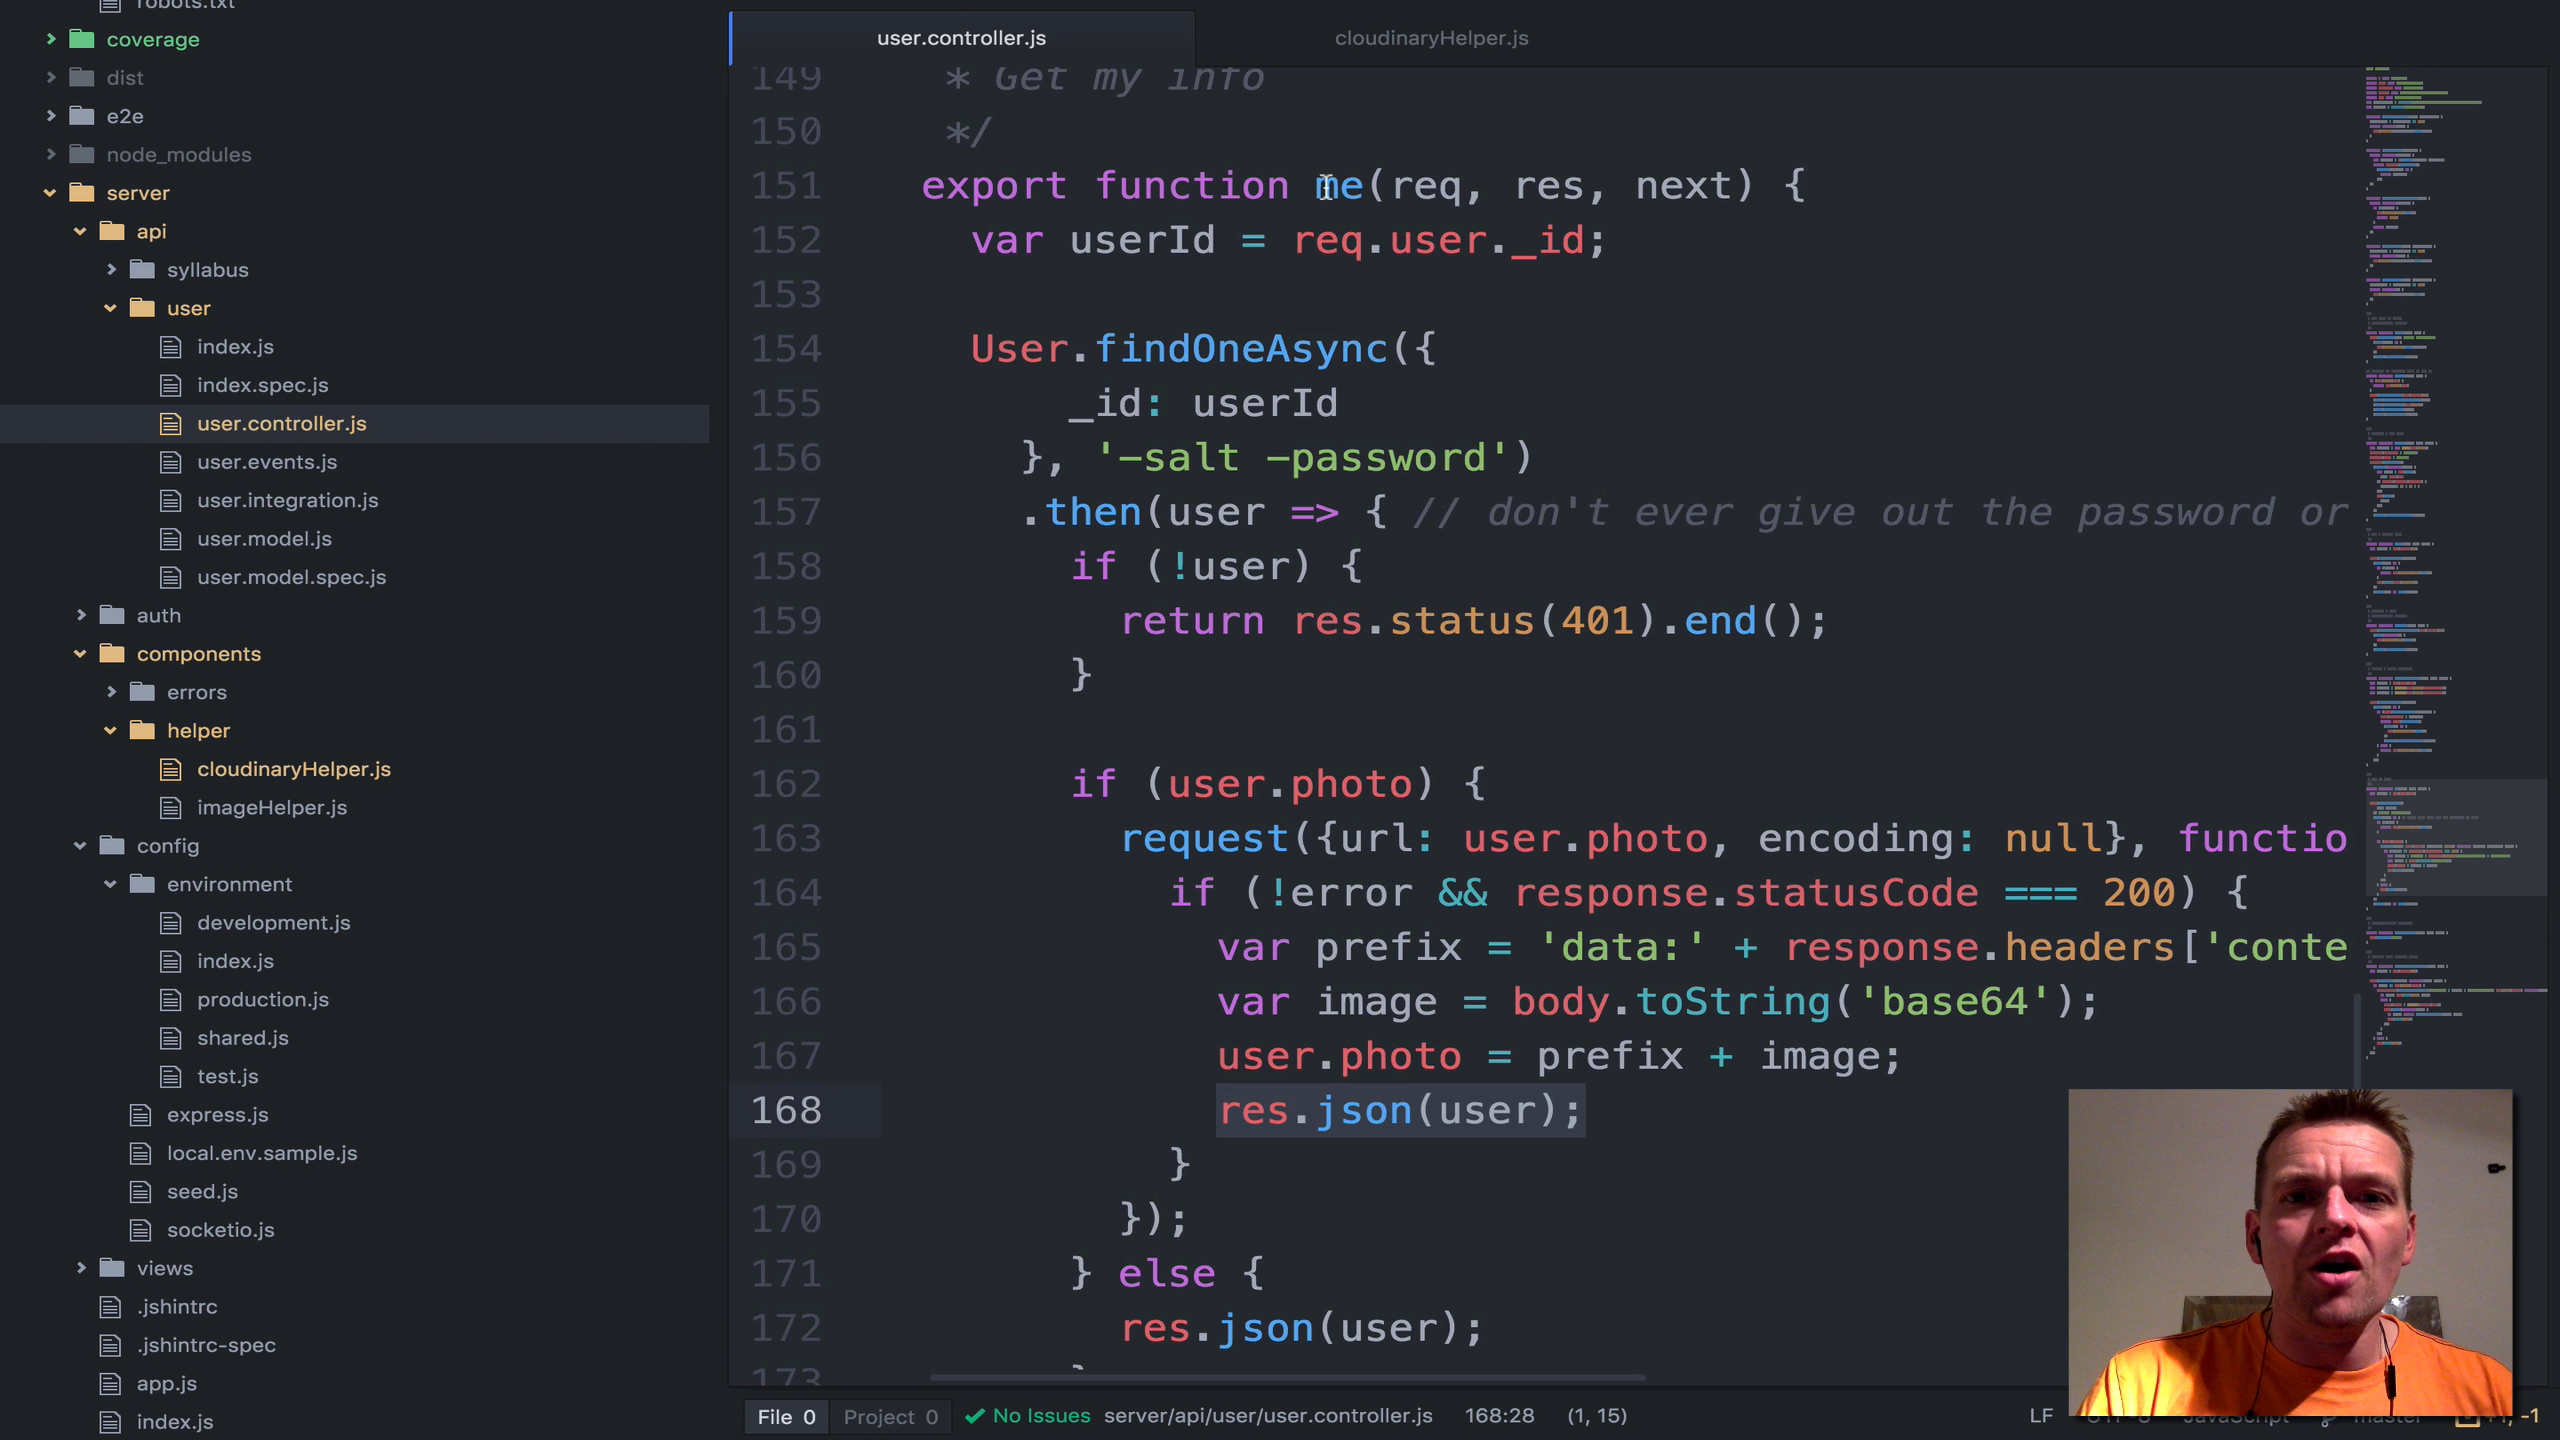 robots.txt
coverage
dist
e2e
node_modules
server
api
syllabus
user
index.js
index.spec.js
user.controller.js
user.events.js
user.integration.js
user.model.js
user.model.spec.js
auth
components
errors
helper
cloudinaryHelper.js
imageHelper.js
config
environment
development.js
index.js
production.js
shared.js
test.js
express.js
local.env.sample.js
seed.js
socketio.js
views
.jshintrc
.jshintrc-spec
app.js
index.js
user.controller.js
cloudinaryHelper.js
149 * Get my info
150 */
151 export function me(req, res, next) {
152 var userId = req.user._id;
153
154 User.findOneAsync({
155 _id: userId
156 }, '-salt -password')
157 .then(user => { // don't ever give out the password or
158 if (!user) {
159 return res.status(401).end();
160 }
161
162 if (user.photo) {
163 request({url: user.photo, encoding: null}, functio
164 if (!error && response.statusCode === 200) {
165 var prefix = 'data:' + response.headers['conte
166 var image = body.toString('base64');
167 user.photo = prefix + image;
168 res.json(user);
169 }
170 });
171 } else {
172 res.json(user);
173 }
File 0 Project 0 No Issues server/api/user/user.controller.js 168:28 (1, 15) LF